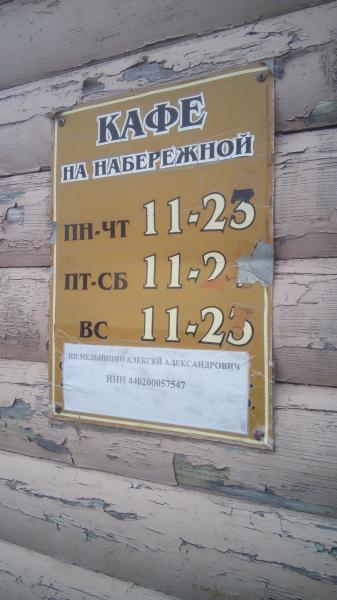 КАФЕ
НА НАБЕРЕЖНОЙ
ПН-ЧТ 11-23
ПТ-СБ 11-2
ВС 11-23
ИП МЕЛЬНИЦИН АЛЕКСЕЙ АЛЕКСАНДРОВИЧ
ИНН 440200057547